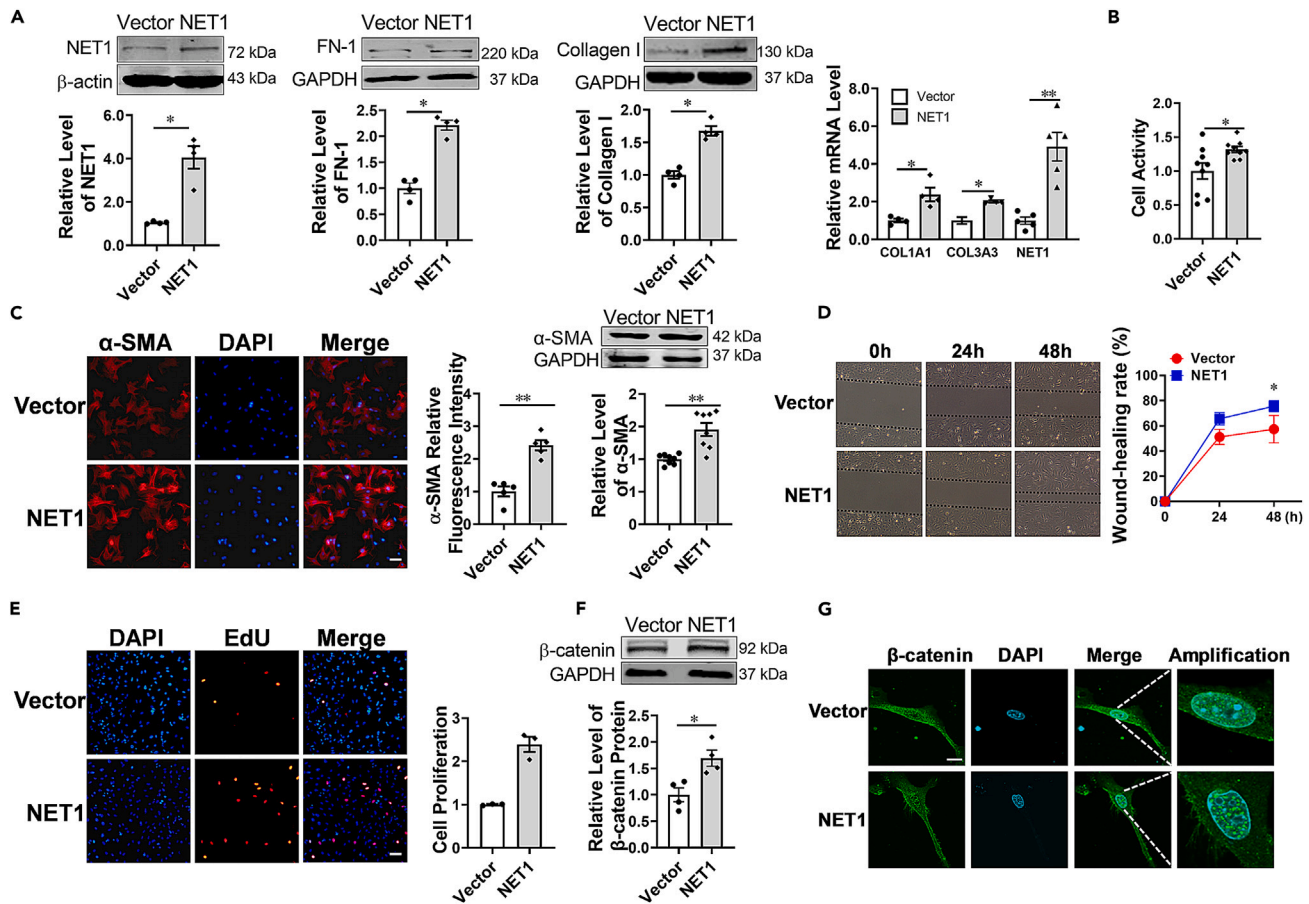 A
Vector NET1
NET1
72 kDa
β-actin
43 kDa
Relative Level
of NET1
6.0
4.0
2.0
0.0
*
Vector
NET1
Vector NET1
FN-1
220 kDa
GAPDH
37 kDa
Relative Level
of FN-1
2.5
2.0
1.5
1.0
0.5
0.0
*
Vector
NET1
Vector NET1
Collagen I
130 kDa
GAPDH
37 kDa
Relative Level
of Collagen I
2.0
1.5
1.0
0.5
0.0
*
Vector
NET1
Relative mRNA Level
8.0
6.0
4.0
2.0
0.0
Vector
NET1
*
*
**
COL1A1
COL3A3
NET1
B
Cell Activity
2.0
1.5
1.0
0.5
0.0
*
Vector
NET1
C
α-SMA
DAPI
Merge
Vector
NET1
α-SMA Relative
Fluorescence Intensity
3
2
1
0
**
Vector
NET1
Vector NET1
α-SMA
42 kDa
GAPDH
37 kDa
Relative Level
of α-SMA
2
1
0
**
Vector
NET1
D
0h
24h
48h
Vector
NET1
Wound-healing rate (%)
Vector
NET1
100
80
60
40
20
0
*
0
24
48 (h)
E
DAPI
EdU
Merge
Vector
NET1
Cell Proliferation
3
2
1
0
Vector
NET1
F
Vector NET1
β-catenin
92 kDa
GAPDH
37 kDa
Relative Level of
β-catenin Protein
2.0
1.5
1.0
0.5
0.0
*
Vector
NET1
G
β-catenin
DAPI
Merge
Amplification
Vector
NET1